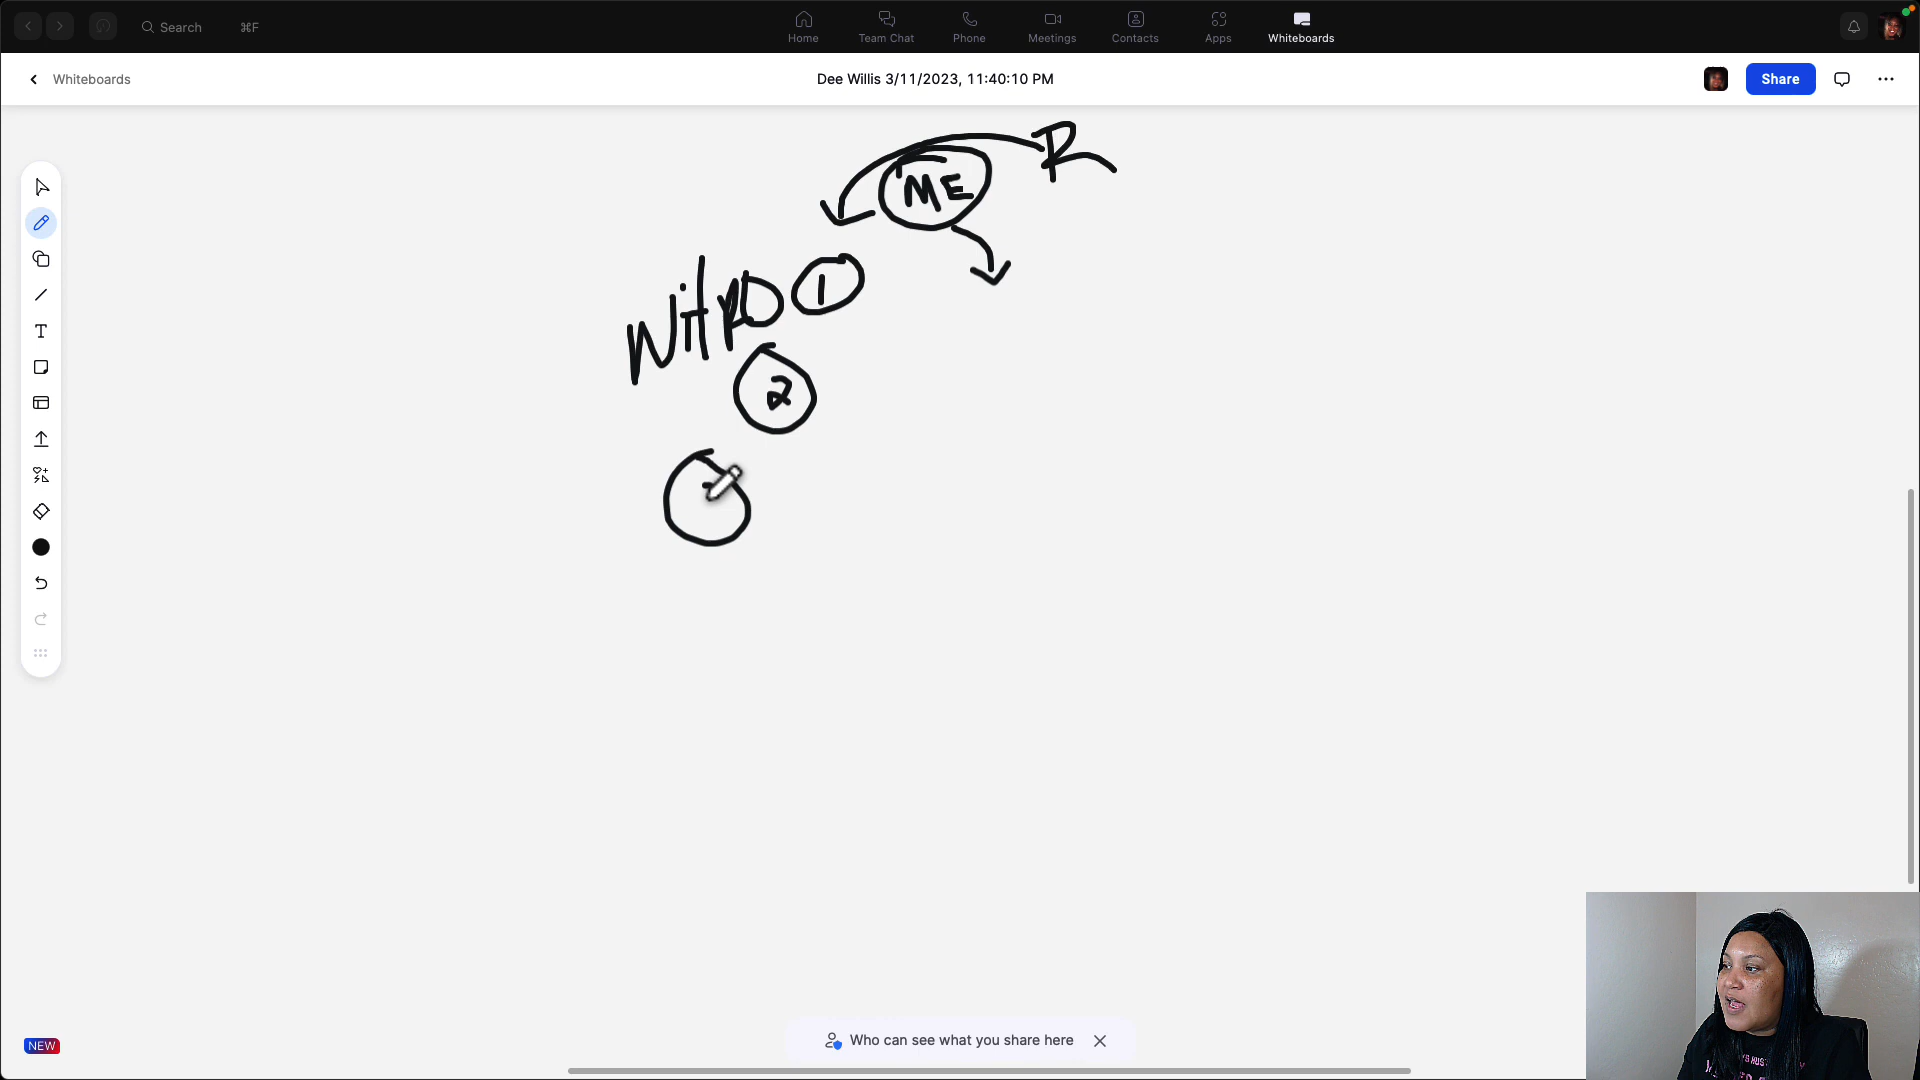 Search ⌘F
Home
Team Chat
Phone
Meetings
Contacts
Apps
Whiteboards
Whiteboards
Dee Willis 3/11/2023, 11:40:10 PM
Share
R
ME
Nitro 1
2
T
NEW
Who can see what you share here